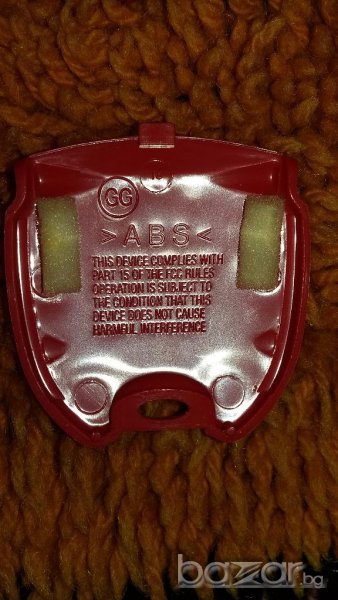 GG
>ABS<
THIS DEVICE COMPLIES WITH
PART 15 OF THE FCC RULES
OPERATION IS SUBJECT TO
THE CONDITION THAT THIS
DEVICE DOES NOT CAUSE
HARMFUL INTERFERENCE
bazar.bg